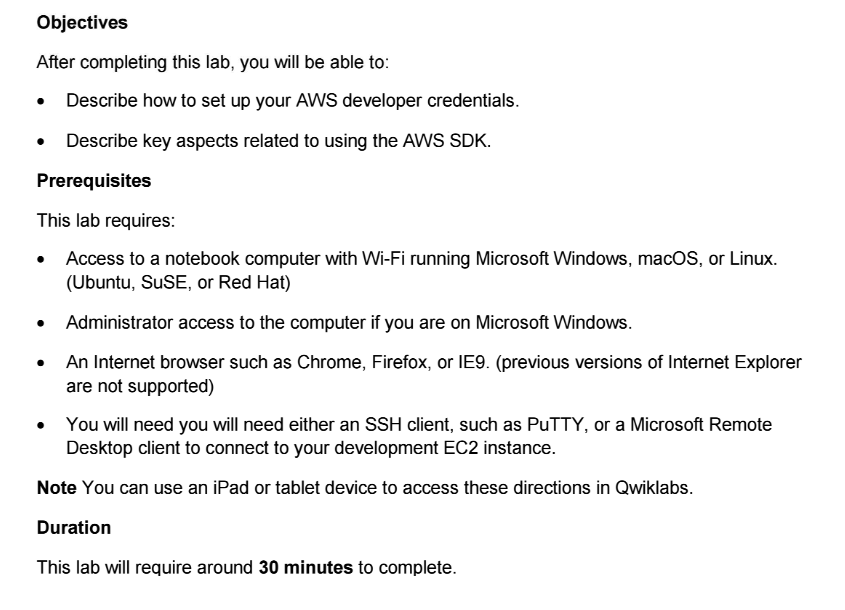 Objectives
After completing this lab, you will be able to:
• Describe how to set up your AWS developer credentials.
• Describe key aspects related to using the AWS SDK.
Prerequisites
This lab requires:
• Access to a notebook computer with Wi-Fi running Microsoft Windows, macOS, or Linux.
(Ubuntu, SuSE, or Red Hat)
• Administrator access to the computer if you are on Microsoft Windows.
• An Internet browser such as Chrome, Firefox, or IE9. (previous versions of Internet Explorer
are not supported)
• You will need you will need either an SSH client, such as PuTTY, or a Microsoft Remote
Desktop client to connect to your development EC2 instance.
Note You can use an iPad or tablet device to access these directions in Qwiklabs.
Duration
This lab will require around 30 minutes to complete.